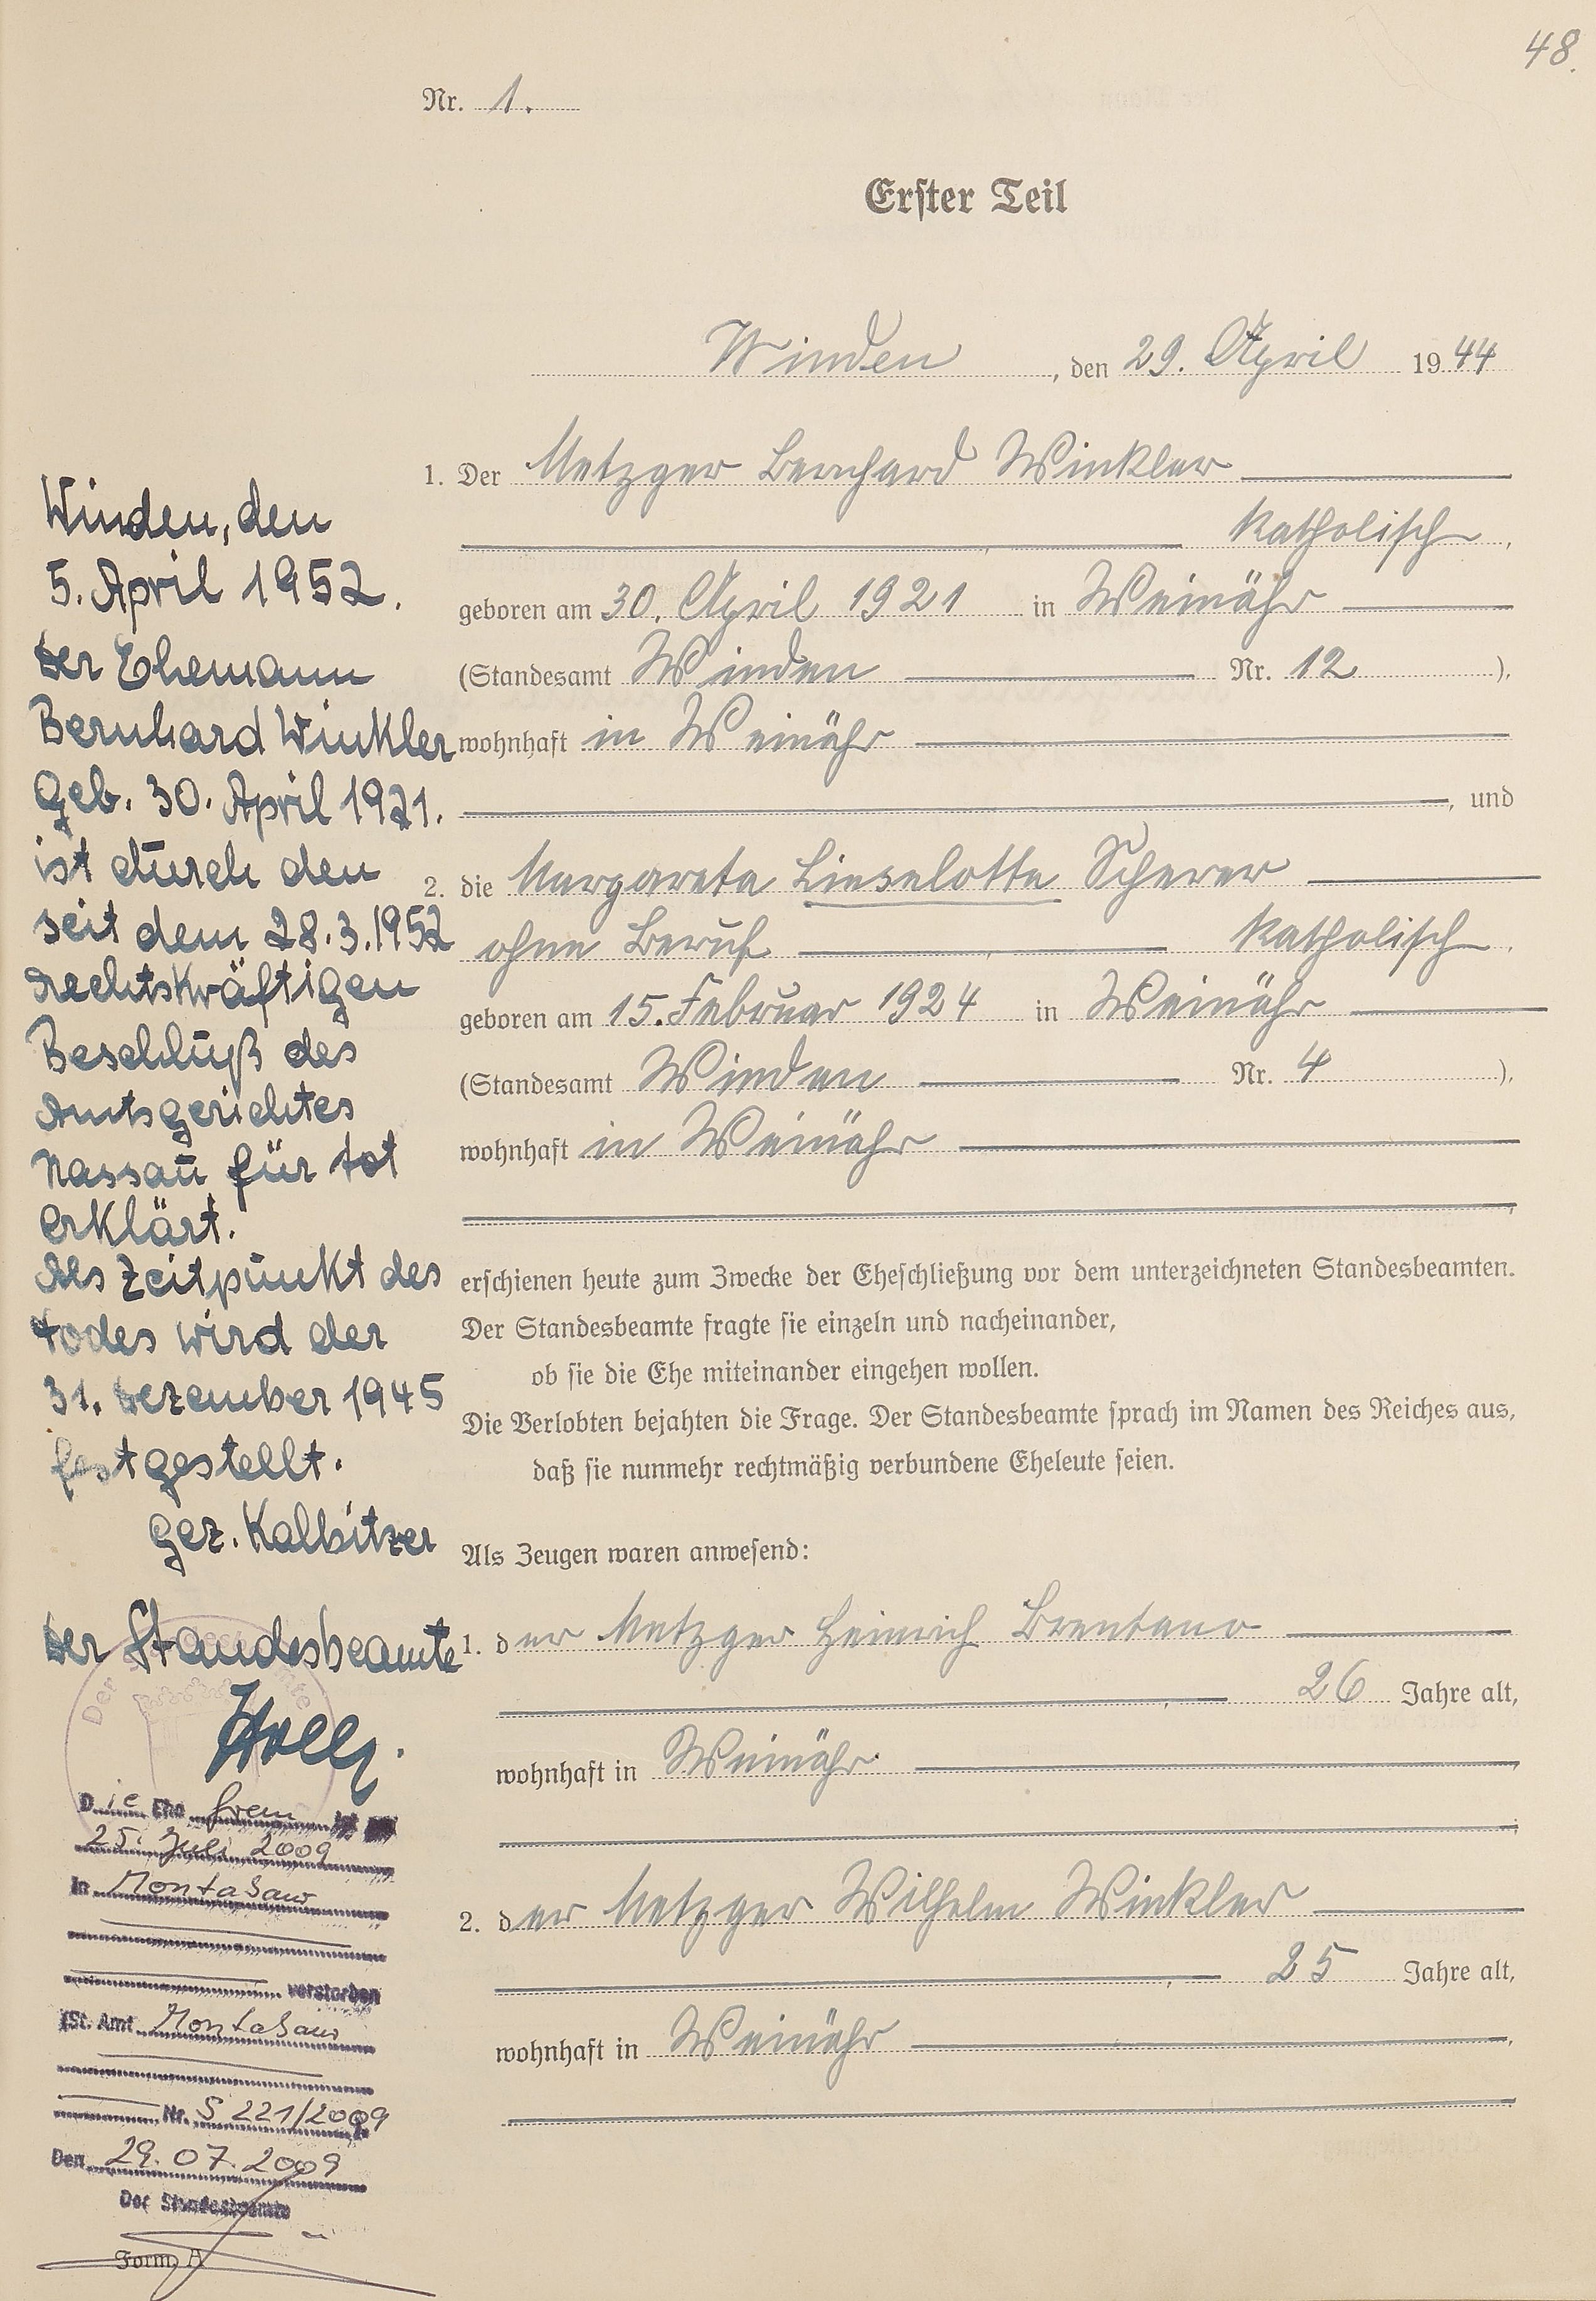 48.
Nr. 1.
Erster Teil
Winden, den 29. April 1944
1. Der Metzger Bernhard Winkler
katholisch,
geboren am 30. April 1921 in Weinähr
(Standesamt Winden Nr. 12),
wohnhaft in Weinähr
, und
2. die Margareta Lieselotte Scherer
ohne Beruf, katholisch,
geboren am 15. Februar 1924 in Weinähr
(Standesamt Winden Nr. 4),
wohnhaft in Weinähr
erschienen heute zum Zwecke der Eheschließung vor dem unterzeichneten Standesbeamten.
Der Standesbeamte fragte sie einzeln und nacheinander,
ob sie die Ehe miteinander eingehen wollen.
Die Verlobten bejahten die Frage. Der Standesbeamte sprach im Namen des Reiches aus,
daß sie nunmehr rechtmäßig verbundene Eheleute seien.
Als Zeugen waren anwesend:
1. der Metzger Heinrich Brentano
, 26 Jahre alt,
wohnhaft in Weinähr
2. der Metzger Wilhelm Winkler
, 25 Jahre alt,
wohnhaft in Weinähr
Winden, den
5. April 1952.
Der Ehemann
Bernhard Winkler
geb. 30. April 1921.
ist durch den
seit dem 28.3.1952
rechtskräftigen
Beschluß des
Amtsgerichtes
Nassau für tot
erklärt.
Als Zeitpunkt des
Todes wird der
31. Dezember 1945
festgestellt.
gez. Kalbitzer
Der Standesbeamte
Die Ehefrau ist
25. Juli 2009
in Montabaur
verstorben
(St. Amt Montabaur
Nr. S 221/2009
Den 29.07.2009
Der Standesbeamte
Form. A